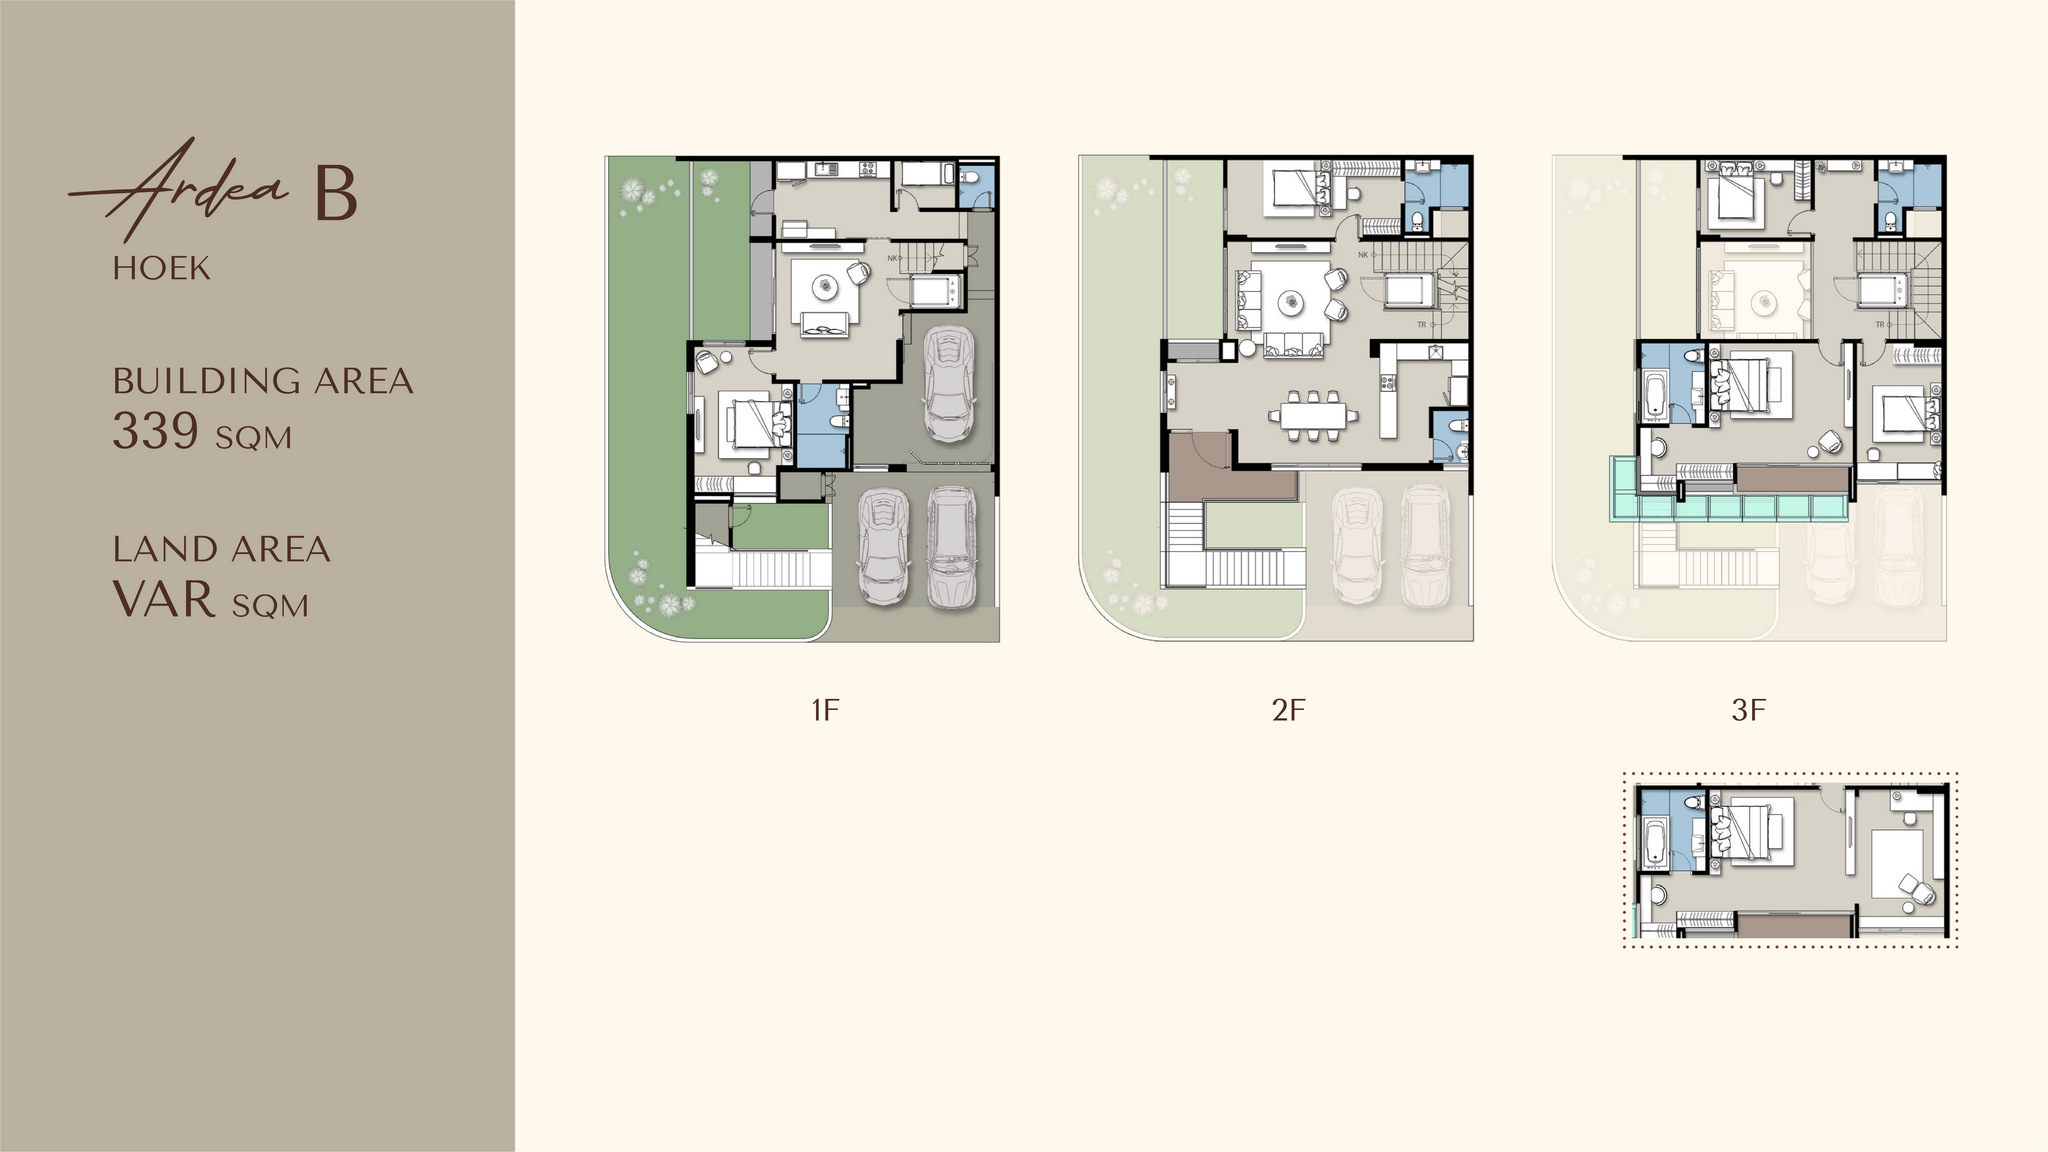 Ardea B
HOEK
BUILDING AREA
339 SQM
LAND AREA
VAR SQM
NK
NK
TR
TR
1F
2F
3F